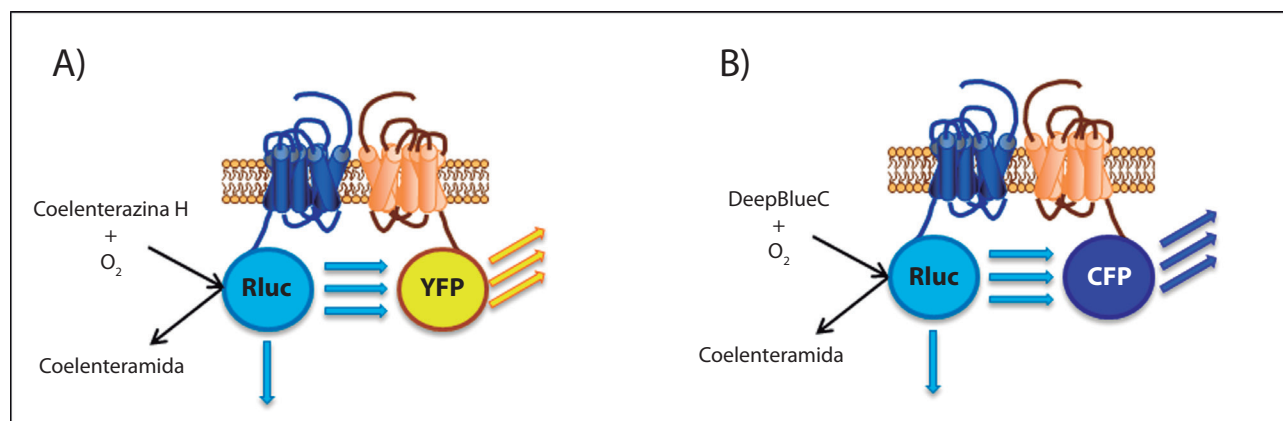 A)
Coelenterazina H
+
O₂
Rluc
YFP
Coelenteramida
B)
DeepBlueC
+
O₂
Rluc
CFP
Coelenteramida